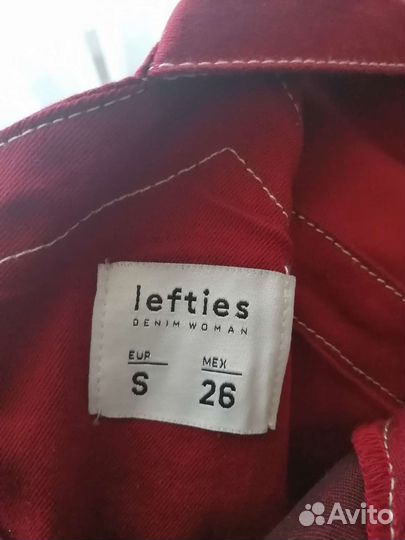 lefties
DENIM WOMAN
EUR MEX
S 26
Avito